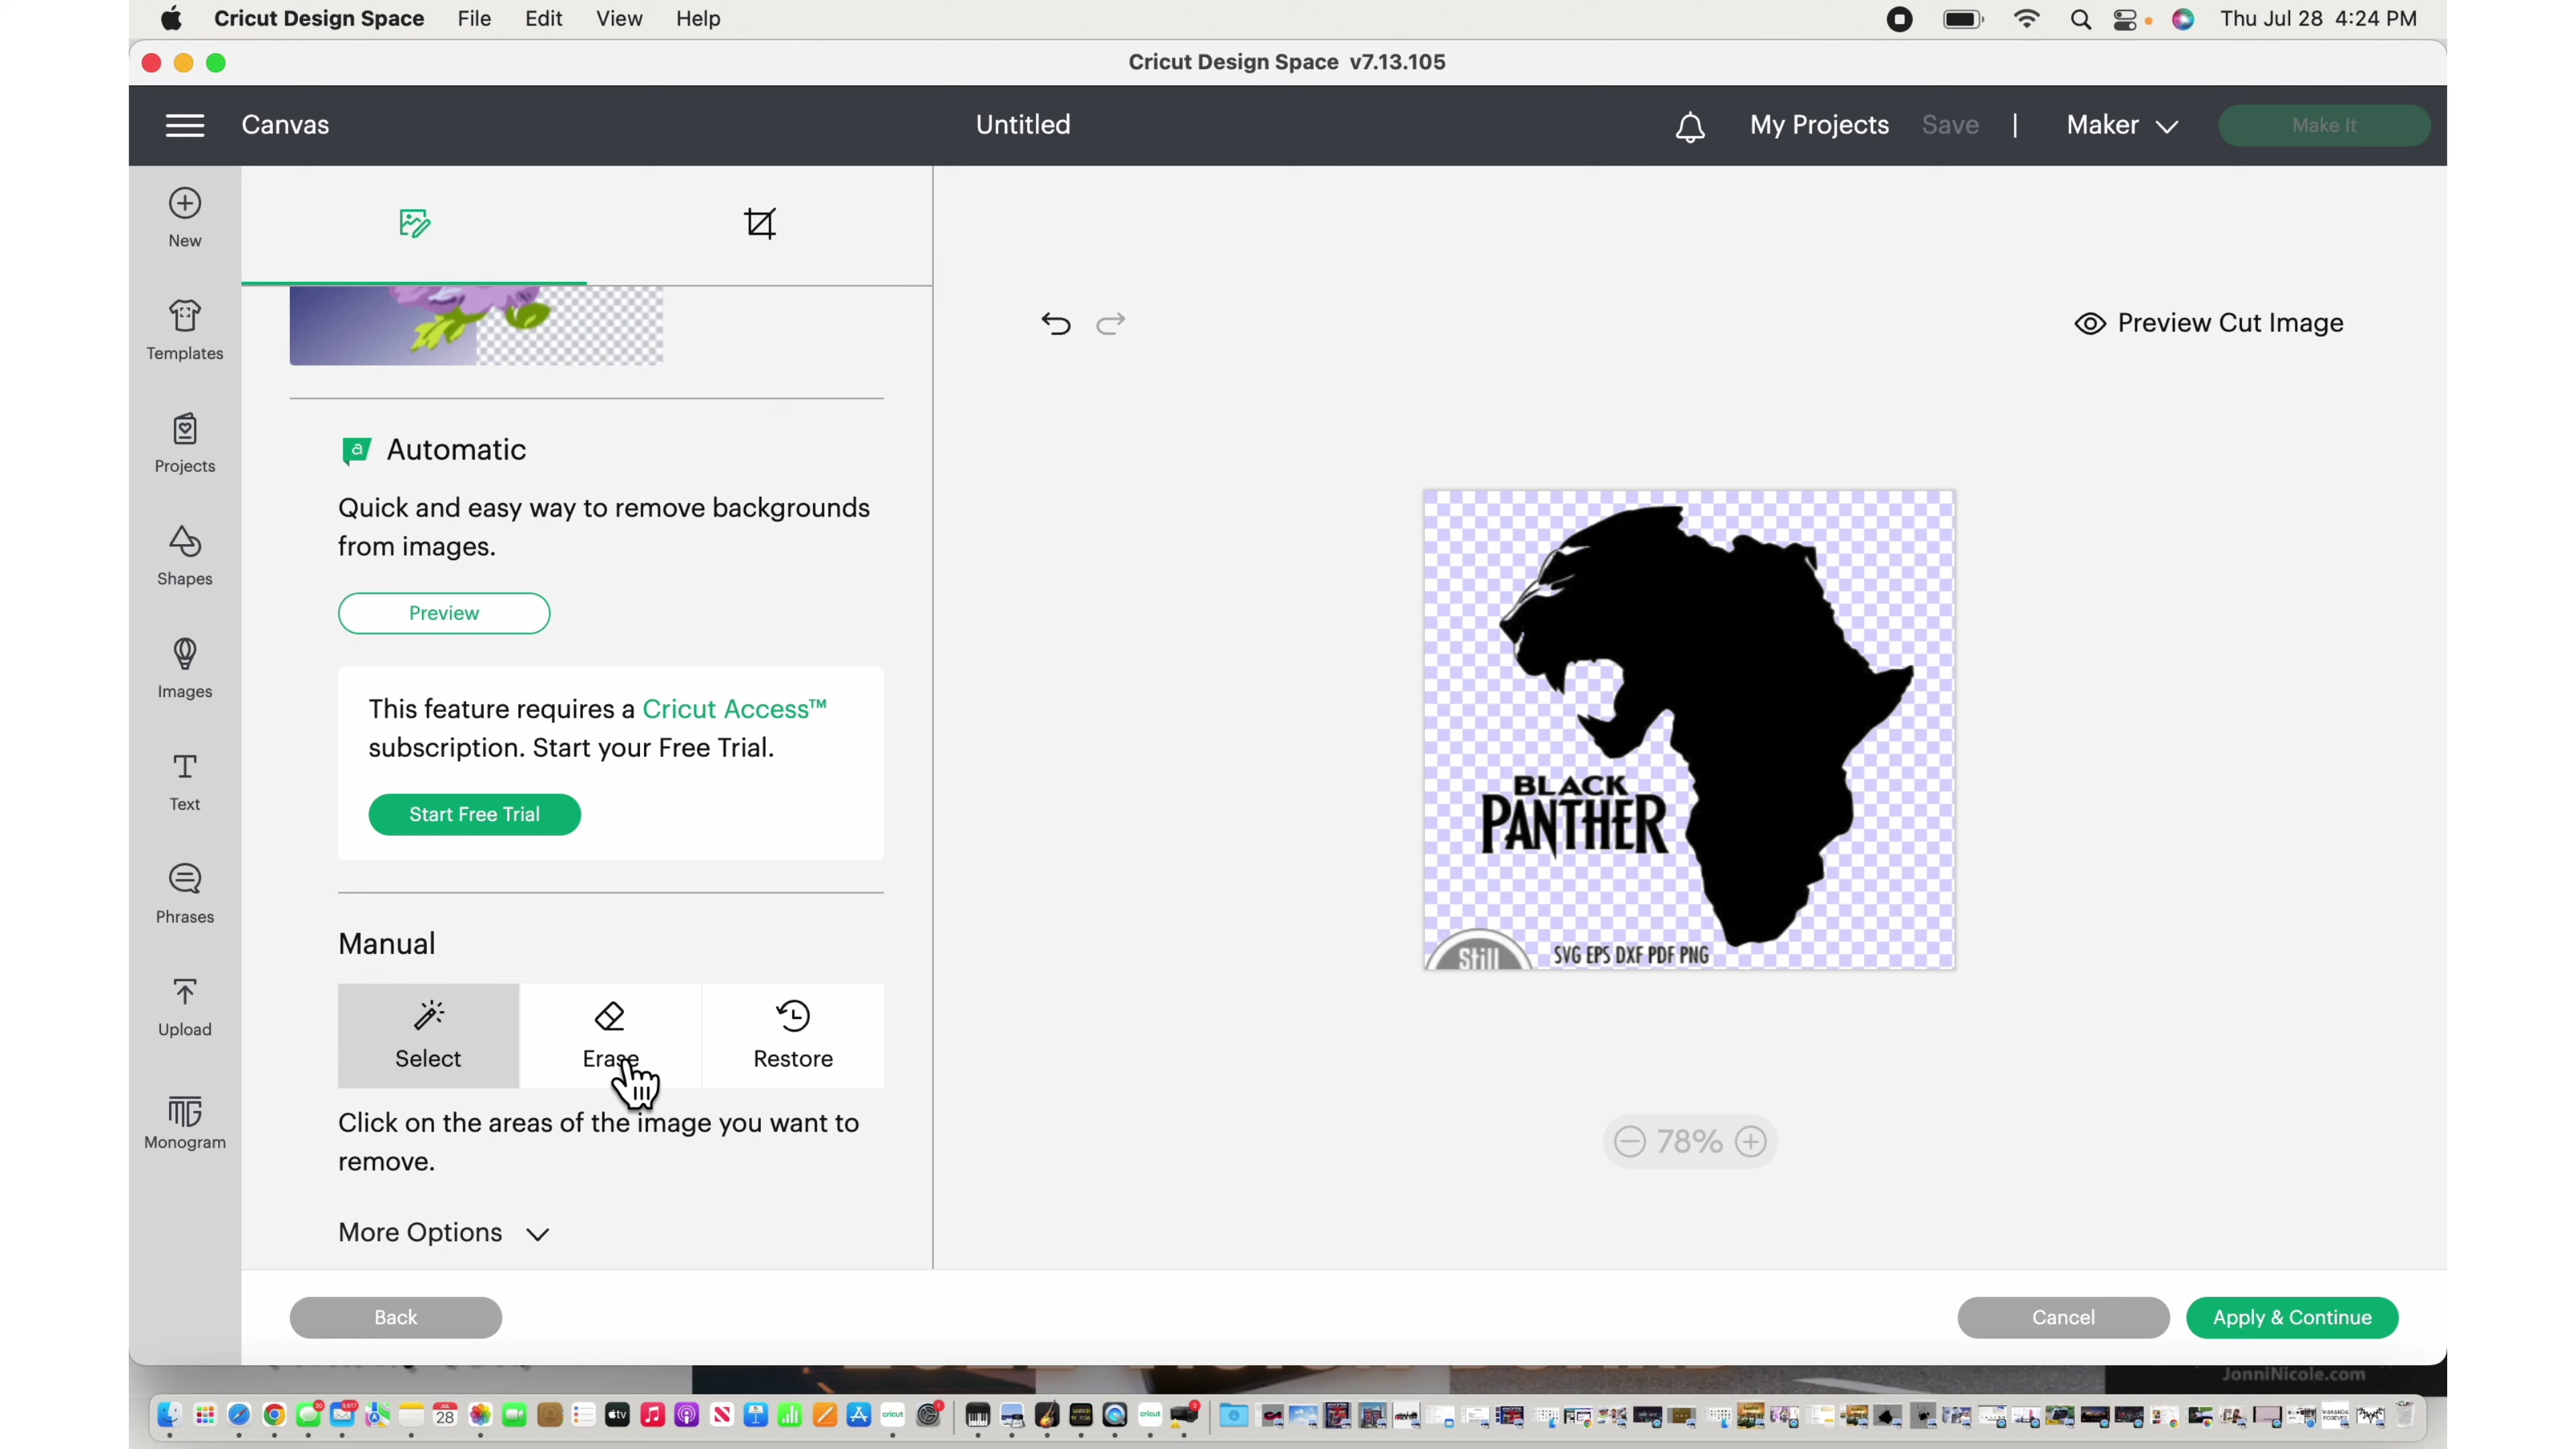 Cricut Design Space File Edit View Help Thu Jul 28 4:24 PM
Cricut Design Space v7.13.105
Canvas Untitled My Projects Save | Maker Make It
New
Templates
Projects
Shapes
Images
Text
Phrases
Upload
Monogram
Automatic
Quick and easy way to remove backgrounds
from images.
Preview
This feature requires a Cricut Access™
subscription. Start your Free Trial.
Start Free Trial
Manual
Select Erase Restore
Click on the areas of the image you want to
remove.
More Options
Preview Cut Image
BLACK
PANTHER
Still SVG EPS DXF PDF PNG
78%
Back Cancel Apply & Continue
JonniNicole.com